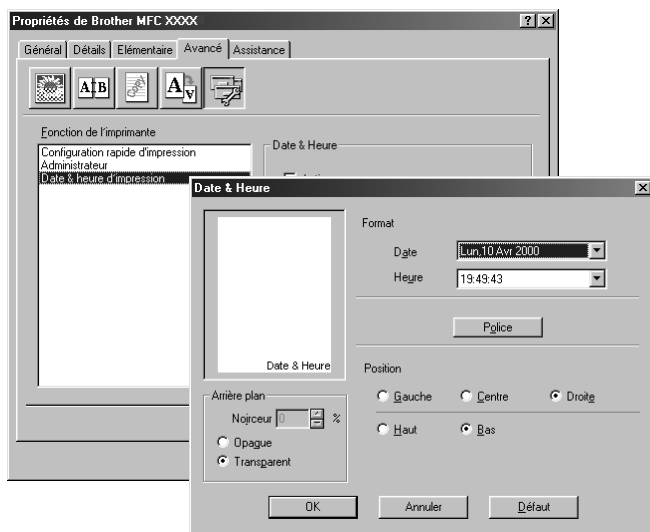 Propriétés de Brother MFC XXXX
Général Détails Elémentaire Avancé Assistance
A B
copy
A A
Fonction de l'imprimante
Configuration rapide d'impression
Administrateur
Date & heure d'impression
Date & Heure
Date & Heure
Date & Heure
Format
Date Lun,10 Avr 2000
Heure 19:49:43
Police
Position
Gauche Centre Droite
Haut Bas
Arrière plan
Noirceur 0 %
Opague
Transparent
OK Annuler Défaut